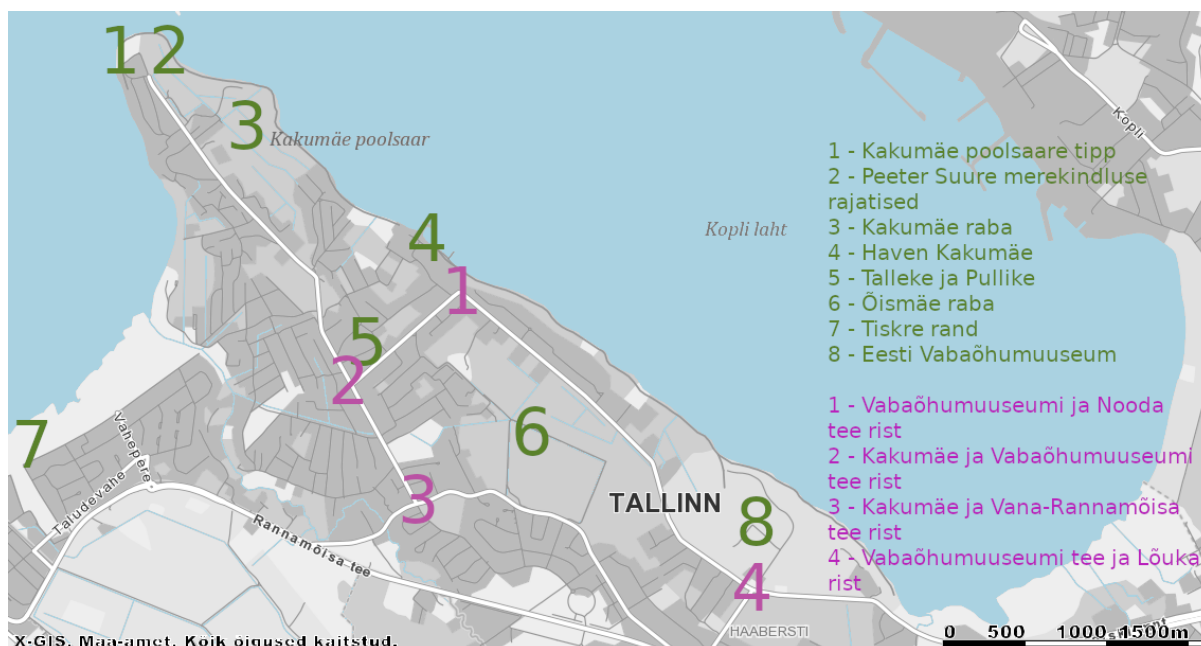 1 2
3
Kakumäe poolsaar
4
1
5
2
6
7
3
8
4
Kopli
Kopli laht
Vahepere
Taludevahe
Rannamõisa tee
TALLINN
HAABERSTI
1 - Kakumäe poolsaare tipp
2 - Peeter Suure merekindluse
rajatised
3 - Kakumäe raba
4 - Haven Kakumäe
5 - Talleke ja Pullike
6 - Õismäe raba
7 - Tiskre rand
8 - Eesti Vabaõhumuuseum
1 - Vabaõhumuuseumi ja Nooda
tee rist
2 - Kakumäe ja Vabaõhumuuseumi
tee rist
3 - Kakumäe ja Vana-Rannamõisa
tee rist
4 - Vabaõhumuuseumi tee ja Lõuka
rist
X-GIS. Maa-amet. Kõik õigused kaitstud.
0 500 1000 1500m